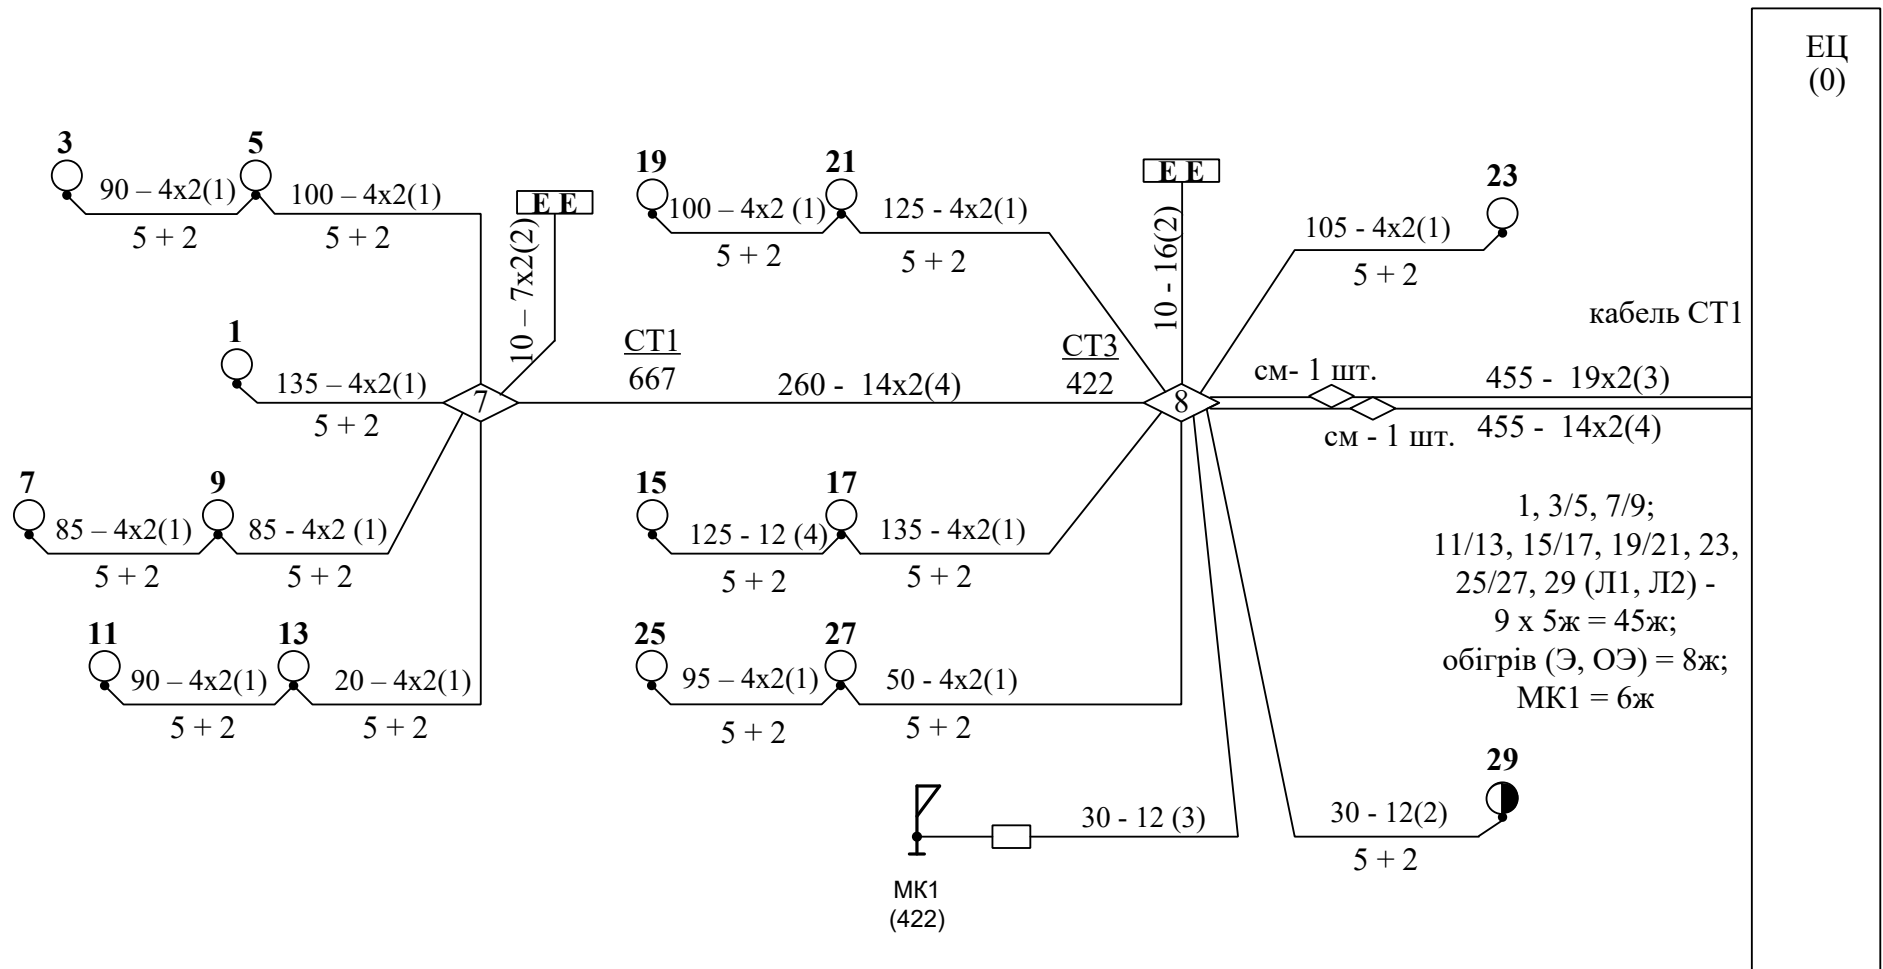 ЕЦ
(0)
3
5
90 – 4x2(1)
100 – 4x2(1)
5 + 2
5 + 2
Е Е
10 – 7x2(2)
19
21
100 – 4x2 (1)
125 - 4x2(1)
5 + 2
5 + 2
Е Е
10 - 16(2)
23
105 - 4x2(1)
5 + 2
кабель СТ1
1
135 – 4x2(1)
5 + 2
7
СТ1
667
260 - 14x2(4)
СТ3
422
8
см- 1 шт.
455 - 19x2(3)
см - 1 шт.
455 - 14x2(4)
7
9
85 – 4x2(1)
85 - 4x2 (1)
5 + 2
5 + 2
15
17
125 - 12 (4)
135 - 4x2(1)
5 + 2
5 + 2
1, 3/5, 7/9;
11/13, 15/17, 19/21, 23,
25/27, 29 (Л1, Л2) -
9 x 5ж = 45ж;
обігрів (Э, ОЭ) = 8ж;
МК1 = 6ж
11
13
90 – 4x2(1)
20 – 4x2(1)
5 + 2
5 + 2
25
27
95 – 4x2(1)
50 - 4x2(1)
5 + 2
5 + 2
29
30 - 12 (3)
30 - 12(2)
5 + 2
МК1
(422)